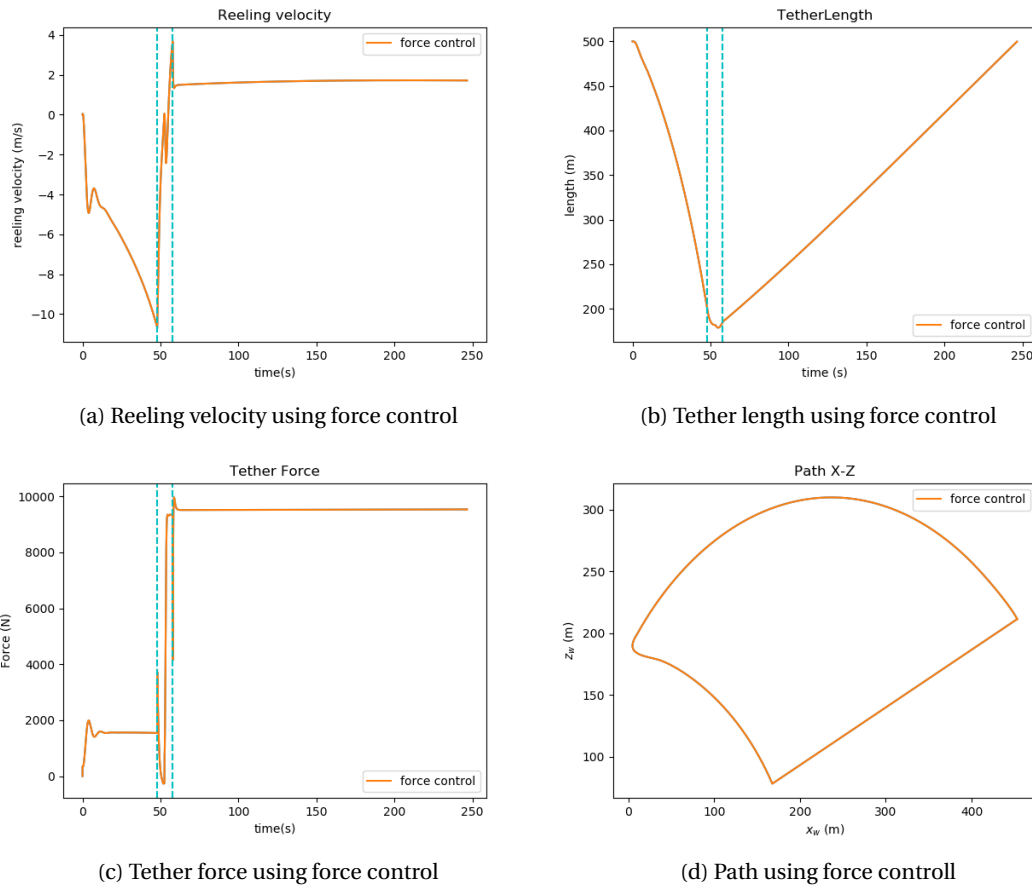 Reeling velocity
4
2
0
−2
−4
−6
−8
−10
reeling velocity (m/s)
force control
0 50 100 150 200 250
time(s)
(a) Reeling velocity using force control
TetherLength
500
450
400
350
300
250
200
length (m)
force control
0 50 100 150 200 250
time (s)
(b) Tether length using force control
Tether Force
10000
8000
6000
4000
2000
0
Force (N)
force control
0 50 100 150 200 250
time(s)
(c) Tether force using force control
Path X-Z
force control
300
250
200
150
100
z_w (m)
0 100 200 300 400
x_w (m)
(d) Path using force controll